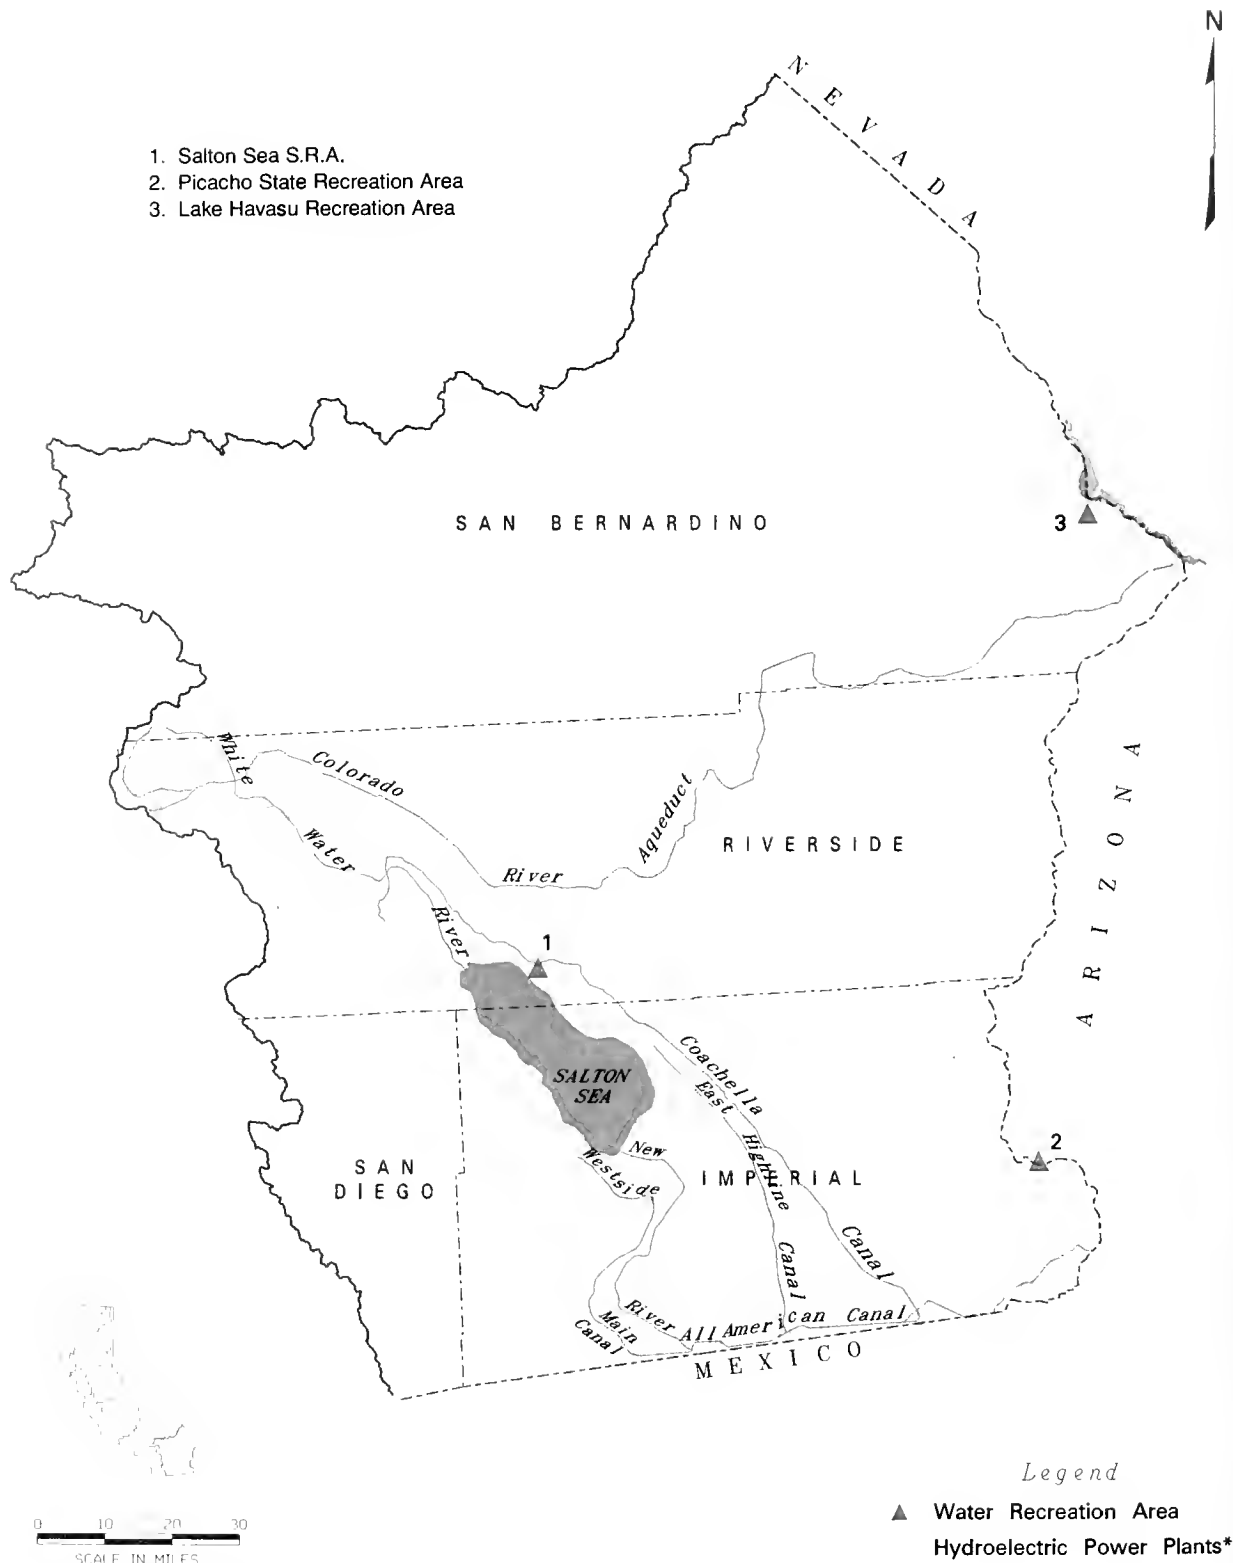 N
NEVADA
1. Salton Sea S.R.A.
2. Picacho State Recreation Area
3. Lake Havasu Recreation Area
SAN BERNARDINO
3
White
Colorado
Water
River
Aqueduct
RIVERSIDE
ARIZONA
River
1
SALTON
SEA
Coachella
East Highline Canal
2
New
Westside
SAN
DIEGO
IMPERIAL
Canal
River
Main
Canal
All American Canal
MEXICO
Legend
Water Recreation Area
Hydroelectric Power Plants*
0 10 20 30
SCALE IN MILES